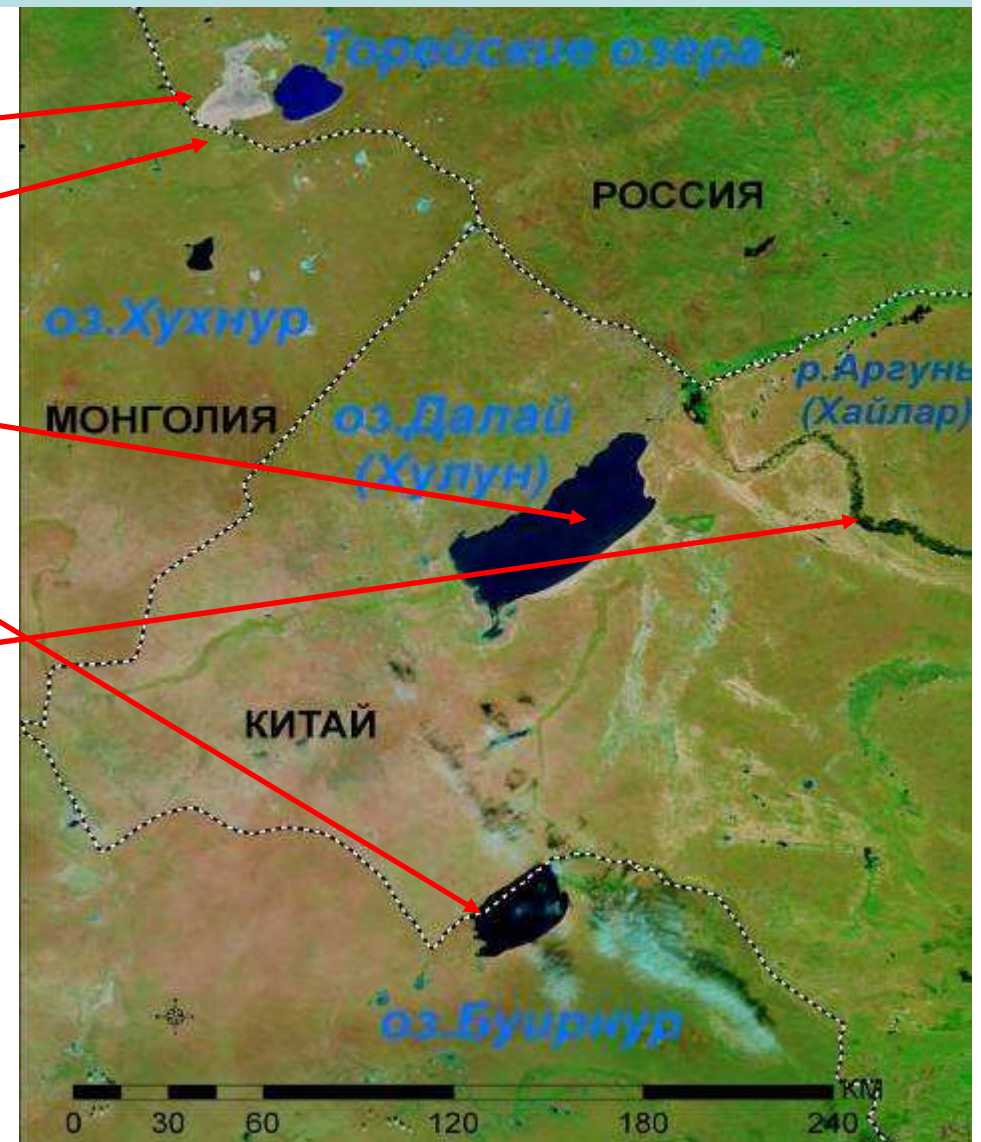 Торейские озера
РОССИЯ
оз.Хухнур
р.Аргунь
(Хайлар)
МОНГОЛИЯ
оз.Далай
(Хулун)
КИТАЙ
оз.Буирнур
КМ
0 30 60 120 180 240